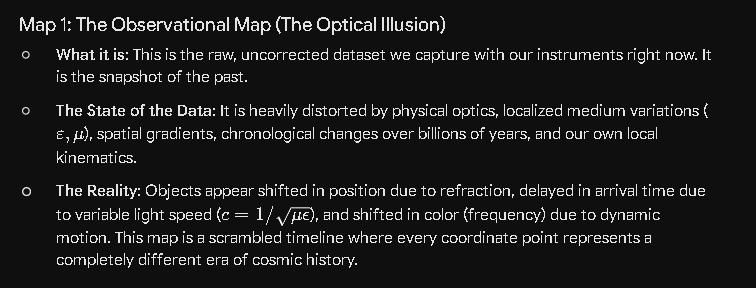 Map 1: The Observational Map (The Optical Illusion)
○ What it is: This is the raw, uncorrected dataset we capture with our instruments right now. It
is the snapshot of the past.
○ The State of the Data: It is heavily distorted by physical optics, localized medium variations (
ε, μ), spatial gradients, chronological changes over billions of years, and our own local
kinematics.
○ The Reality: Objects appear shifted in position due to refraction, delayed in arrival time due
to variable light speed (c = 1/√μϵ), and shifted in color (frequency) due to dynamic
motion. This map is a scrambled timeline where every coordinate point represents a
completely different era of cosmic history.